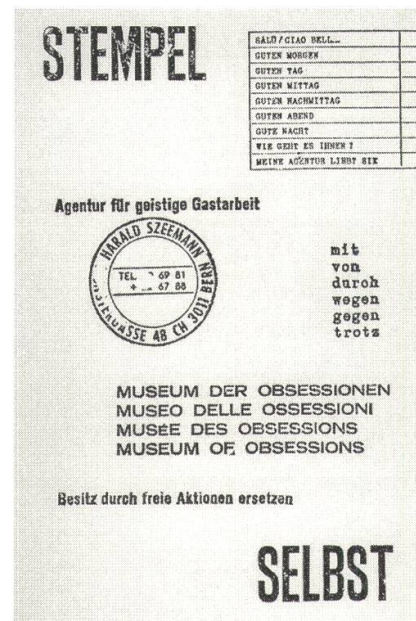 STEMPEL
SALÜ/CIAO BELL
GUTEN MORGEN
GUTEN TAG
GUTEN MITTAG
GUTEN NACHMITTAG
GUTEN ABEND
GUTE NACHT
WIE GEHT ES IHNEN?
MEINE AGENTUR LIEBT SIE
Agentur für geistige Gastarbeit
HARALD SZEEMANN
TEL. 69 81
67 88
48 CH 3011 BERN
mit
von
durch
wegen
gegen
trotz
MUSEUM DER OBSESSIONEN
MUSEO DELLE OSSESSIONI
MUSÉE DES OBSESSIONS
MUSEUM OF OBSESSIONS
Besitz durch freie Aktionen ersetzen
SELBST